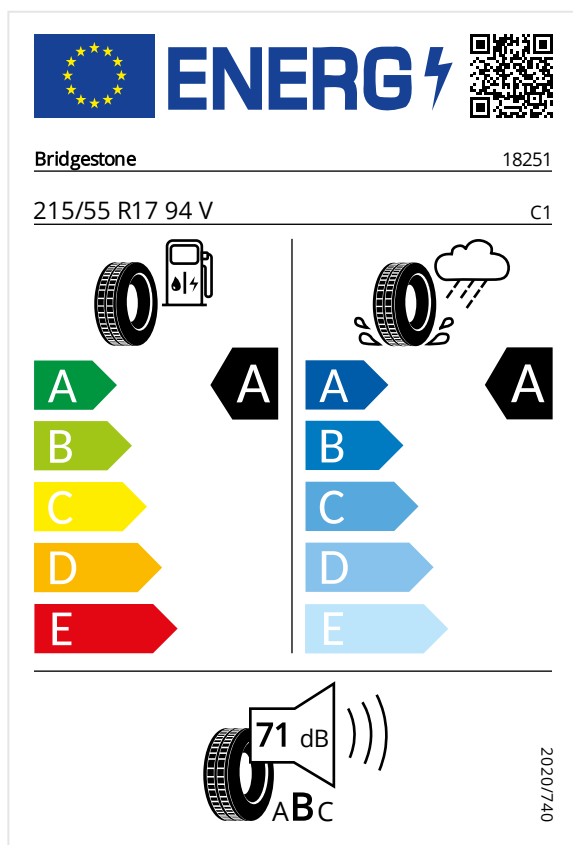 ENERG
Bridgestone 18251
215/55 R17 94 V C1
A A A A
B B
C C
D D
E E
71 dB
ABC
2020/740